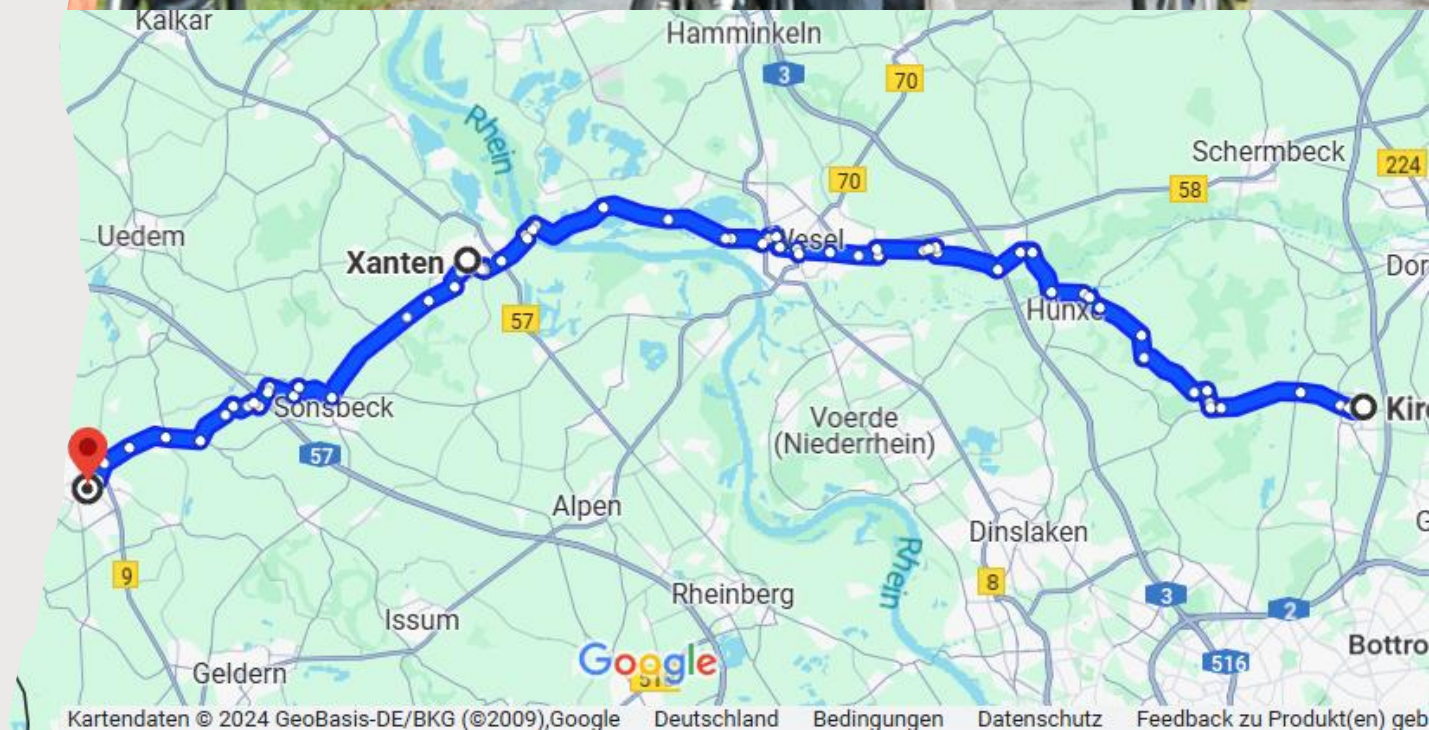 Kalkar
Hamminkeln
3
70
Rhein
Schermbeck
224
70
58
Uedem
Wesel
Xanten
Dor
57
Hünxe
Sonsbeck
Voerde
(Niederrhein)
Kir
57
Alpen
Dinslaken
G
Rhein
9
8
Rheinberg
3
2
Issum
Bottro
Google
516
Geldern
Kartendaten © 2024 GeoBasis-DE/BKG (©2009),Google Deutschland Bedingungen Datenschutz Feedback zu Produkt(en) geb